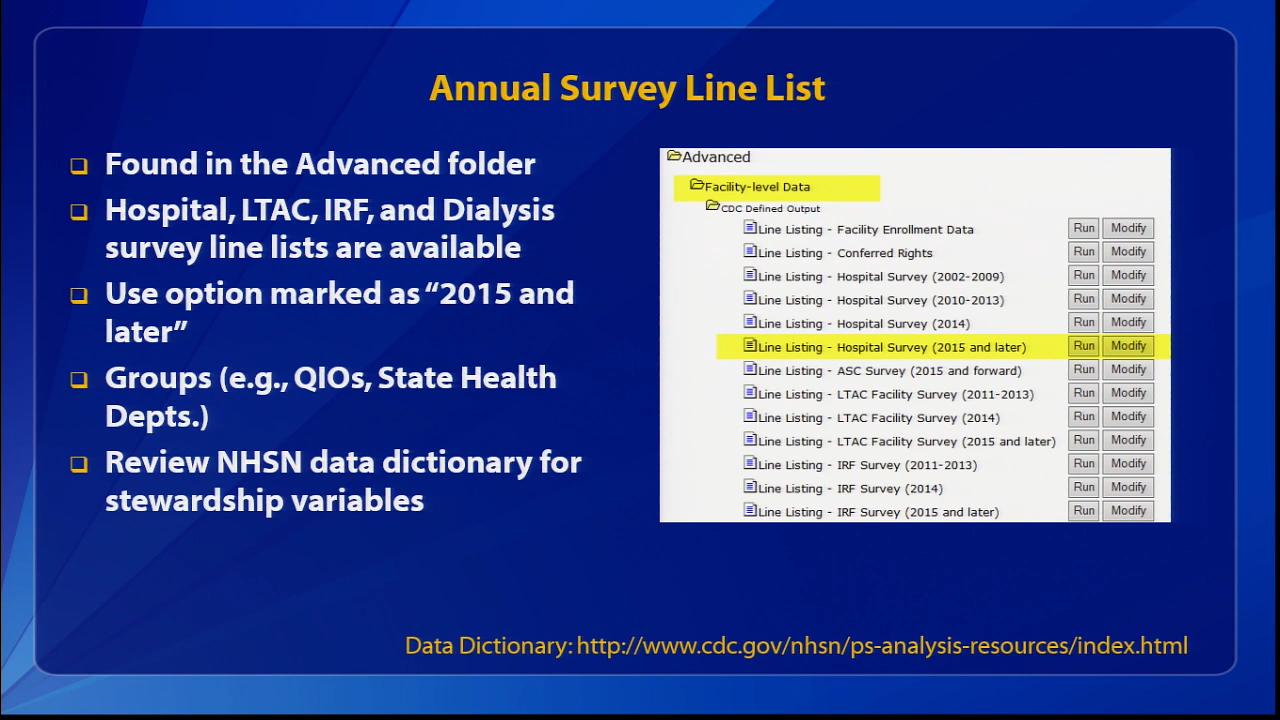 Annual Survey Line List
Found in the Advanced folder
Hospital, LTAC, IRF, and Dialysis
survey line lists are available
Use option marked as “2015 and
later”
Groups (e.g., QIOs, State Health
Depts.)
Review NHSN data dictionary for
stewardship variables
Advanced
Facility-level Data
CDC Defined Output
Line Listing - Facility Enrollment Data Run Modify
Line Listing - Conferred Rights Run Modify
Line Listing - Hospital Survey (2002-2009) Run Modify
Line Listing - Hospital Survey (2010-2013) Run Modify
Line Listing - Hospital Survey (2014) Run Modify
Line Listing - Hospital Survey (2015 and later) Run Modify
Line Listing - ASC Survey (2015 and forward) Run Modify
Line Listing - LTAC Facility Survey (2011-2013) Run Modify
Line Listing - LTAC Facility Survey (2014) Run Modify
Line Listing - LTAC Facility Survey (2015 and later) Run Modify
Line Listing - IRF Survey (2011-2013) Run Modify
Line Listing - IRF Survey (2014) Run Modify
Line Listing - IRF Survey (2015 and later) Run Modify
Data Dictionary: http://www.cdc.gov/nhsn/ps-analysis-resources/index.html